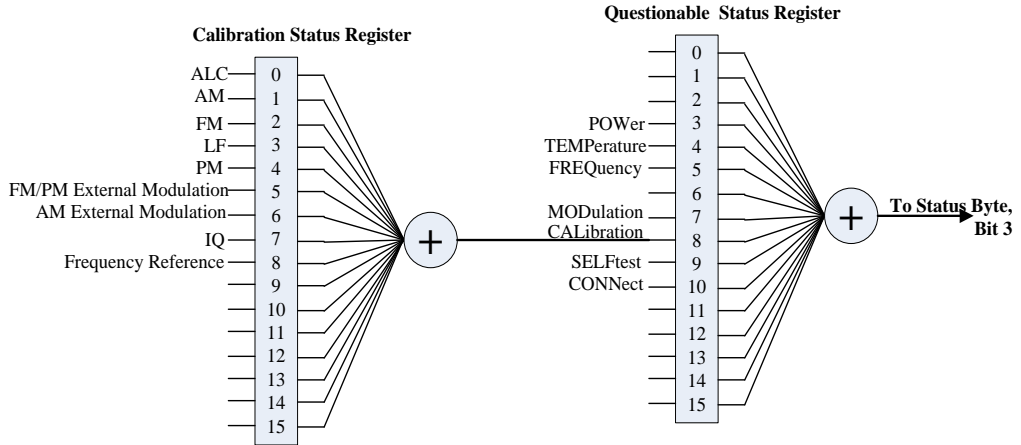 Questionable Status Register
Calibration Status Register
ALC 0
AM 1
FM 2
LF 3
PM 4
FM/PM External Modulation 5
AM External Modulation 6
IQ 7
Frequency Reference 8
9
10
11
12
13
14
15
+
0
1
2
POWer 3
TEMPerature 4
FREQuency 5
6
MODulation 7
CALibration 8
SELFtest 9
CONNect 10
11
12
13
14
15
+
To Status Byte,
Bit 3